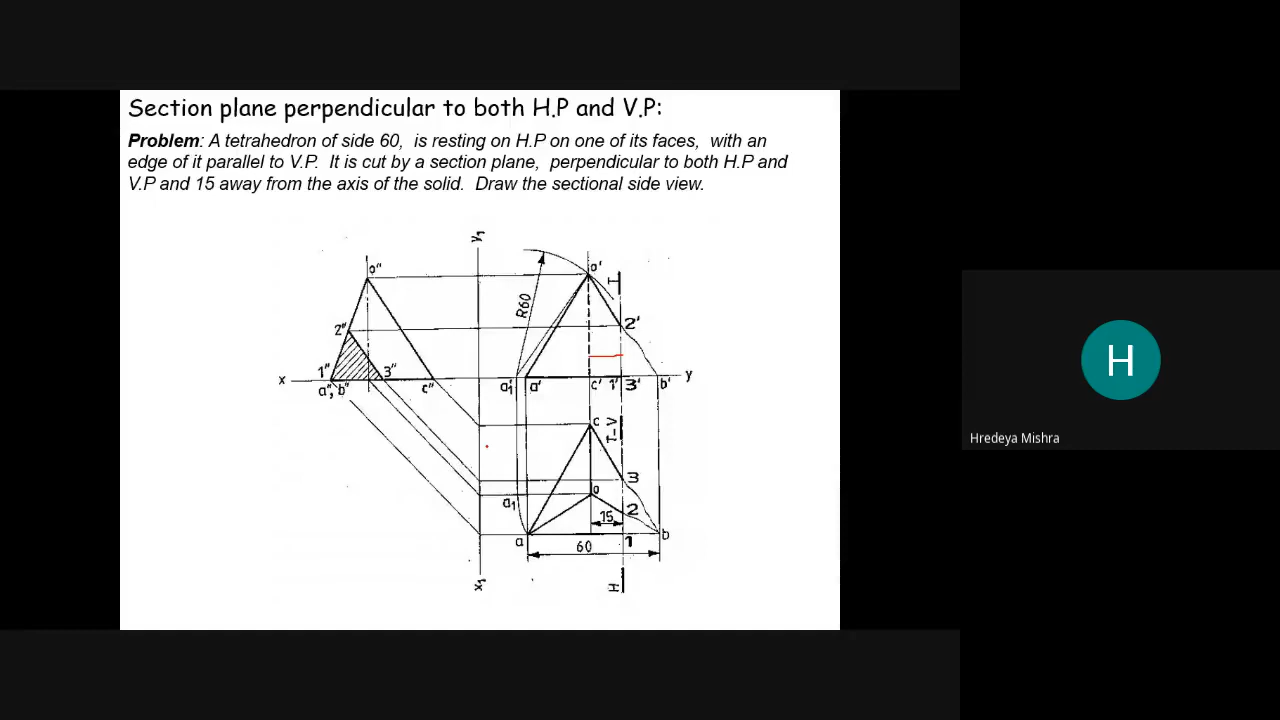 Section plane perpendicular to both H.P and V.P:
Problem: A tetrahedron of side 60, is resting on H.P on one of its faces, with an
edge of it parallel to V.P. It is cut by a section plane, perpendicular to both H.P and
V.P and 15 away from the axis of the solid. Draw the sectional side view.
y₁
o" o' T
R60
2" 2'
1" 3"
x a", b" c" a₁' a' c' 1' 3' b' y
c T-V
3
a₁ o
2
15
a 1 b
60
x₁ H
H
Hredeya Mishra